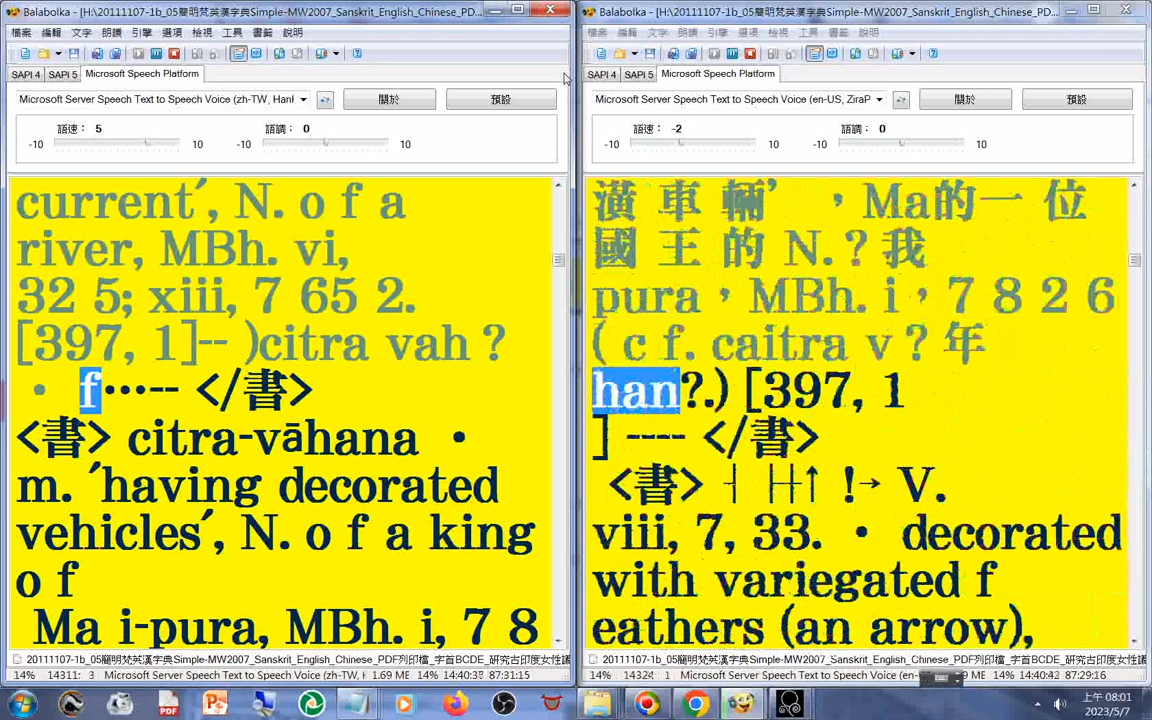 Balabolka - [H:\20111107-1b_05簡明梵英漢字典Simple-MW2007_Sanskrit_English_Chinese_PD...
檔案 編輯 文字 朗讀 引擎 選項 檢視 工具 書籤 說明
SAPI 4 SAPI 5 Microsoft Speech Platform
Microsoft Server Speech Text to Speech Voice (zh-TW, Hanl 關於 預設
語速： 5 語調： 0
-10 10 -10 10
current´, N. o f a
river, MBh. vi,
32 5; xiii, 7 65 2.
[397, 1]-- )citra vah ?
• f…-- </書>
<書> citra-vāhana •
m. ´having decorated
vehicles´, N. o f a king
o f
Ma i-pura, MBh. i, 7 8
20111107-1b_05簡明梵英漢字典Simple-MW2007_Sanskrit_English_Chinese_PDF列印檔_字首BCDE_研究古印度女性議
14% 14311: 3 Microsoft Server Speech Text to Speech Voice (zh-TW, 1.69 MB 14% 14:40:37 87:31:15
Balabolka - [H:\20111107-1b_05簡明梵英漢字典Simple-MW2007_Sanskrit_English_Chinese_PD...
檔案 編輯 文字 朗讀 引擎 選項 檢視 工具 書籤 說明
SAPI 4 SAPI 5 Microsoft Speech Platform
Microsoft Server Speech Text to Speech Voice (en-US, ZiraP 關於 預設
語速： -2 語調： 0
-10 10 -10 10
潢 車 輛’ ，Ma的一 位
國 王 的 N.？我
pura，MBh. i，7 8 2 6
( c f. caitra v？年
han?.) [397, 1
] ---- </書>
<書> ┤ ├┼↑ !→ V.
viii, 7, 33. • decorated
with variegated f
eathers (an arrow),
20111107-1b_05簡明梵英漢字典Simple-MW2007_Sanskrit_English_Chinese_PDF列印檔_字首BCDE_研究古印度女性議
14% 14324: 1 Microsoft Server Speech Text to Speech Voice 14% 14:40:42 87:29:16
上午 08:01
2023/5/7